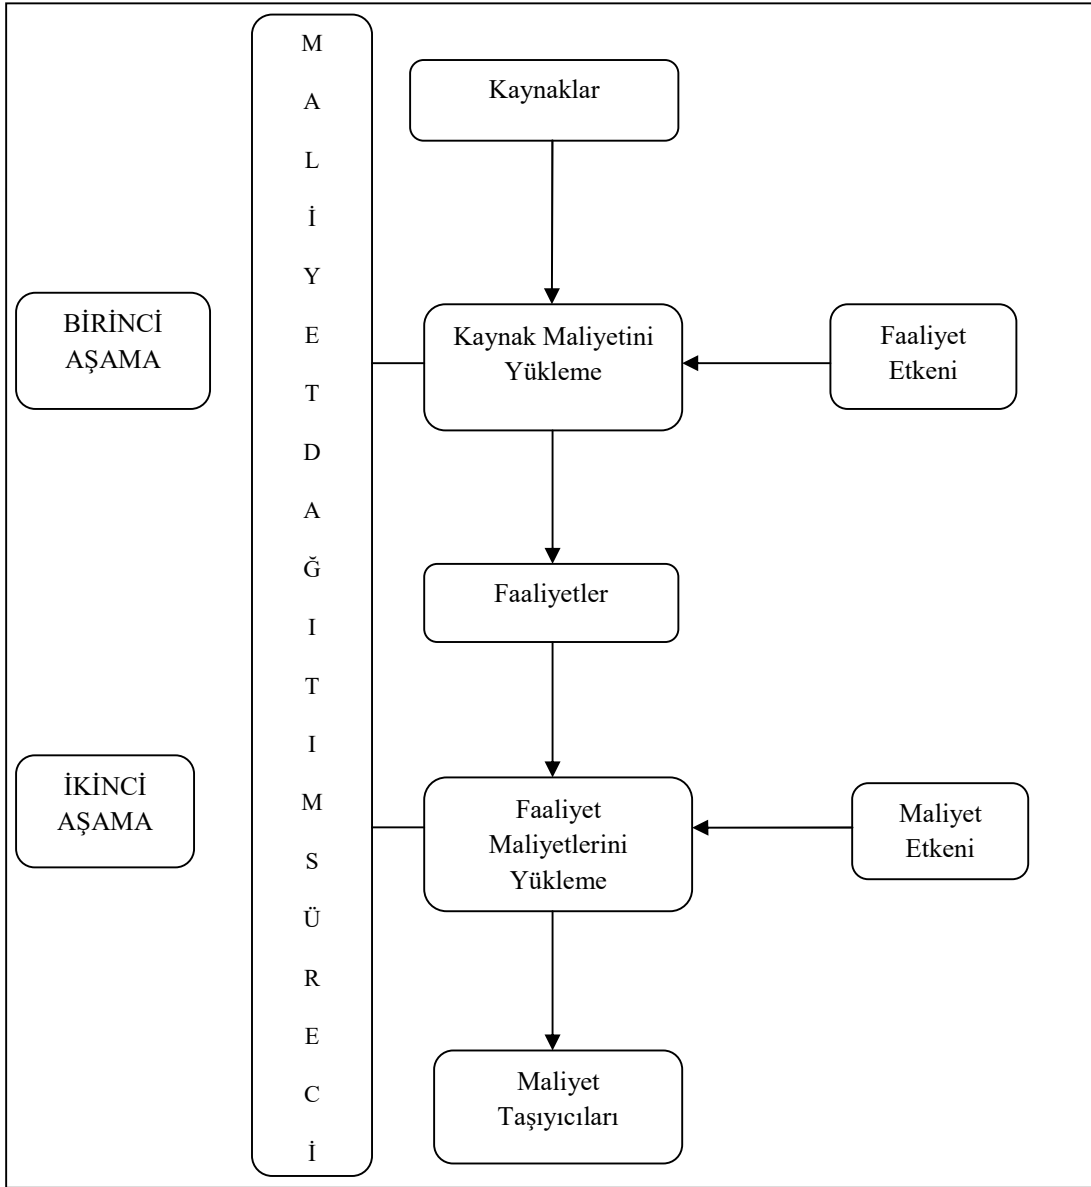 M
A
L
İ
Y
E
T
D
A
Ğ
I
T
I
M
S
Ü
R
E
C
İ
Kaynaklar
BİRİNCİ
AŞAMA
Kaynak Maliyetini
Yükleme
Faaliyet
Etkeni
Faaliyetler
İKİNCİ
AŞAMA
Faaliyet
Maliyetlerini
Yükleme
Maliyet
Etkeni
Maliyet
Taşıyıcıları